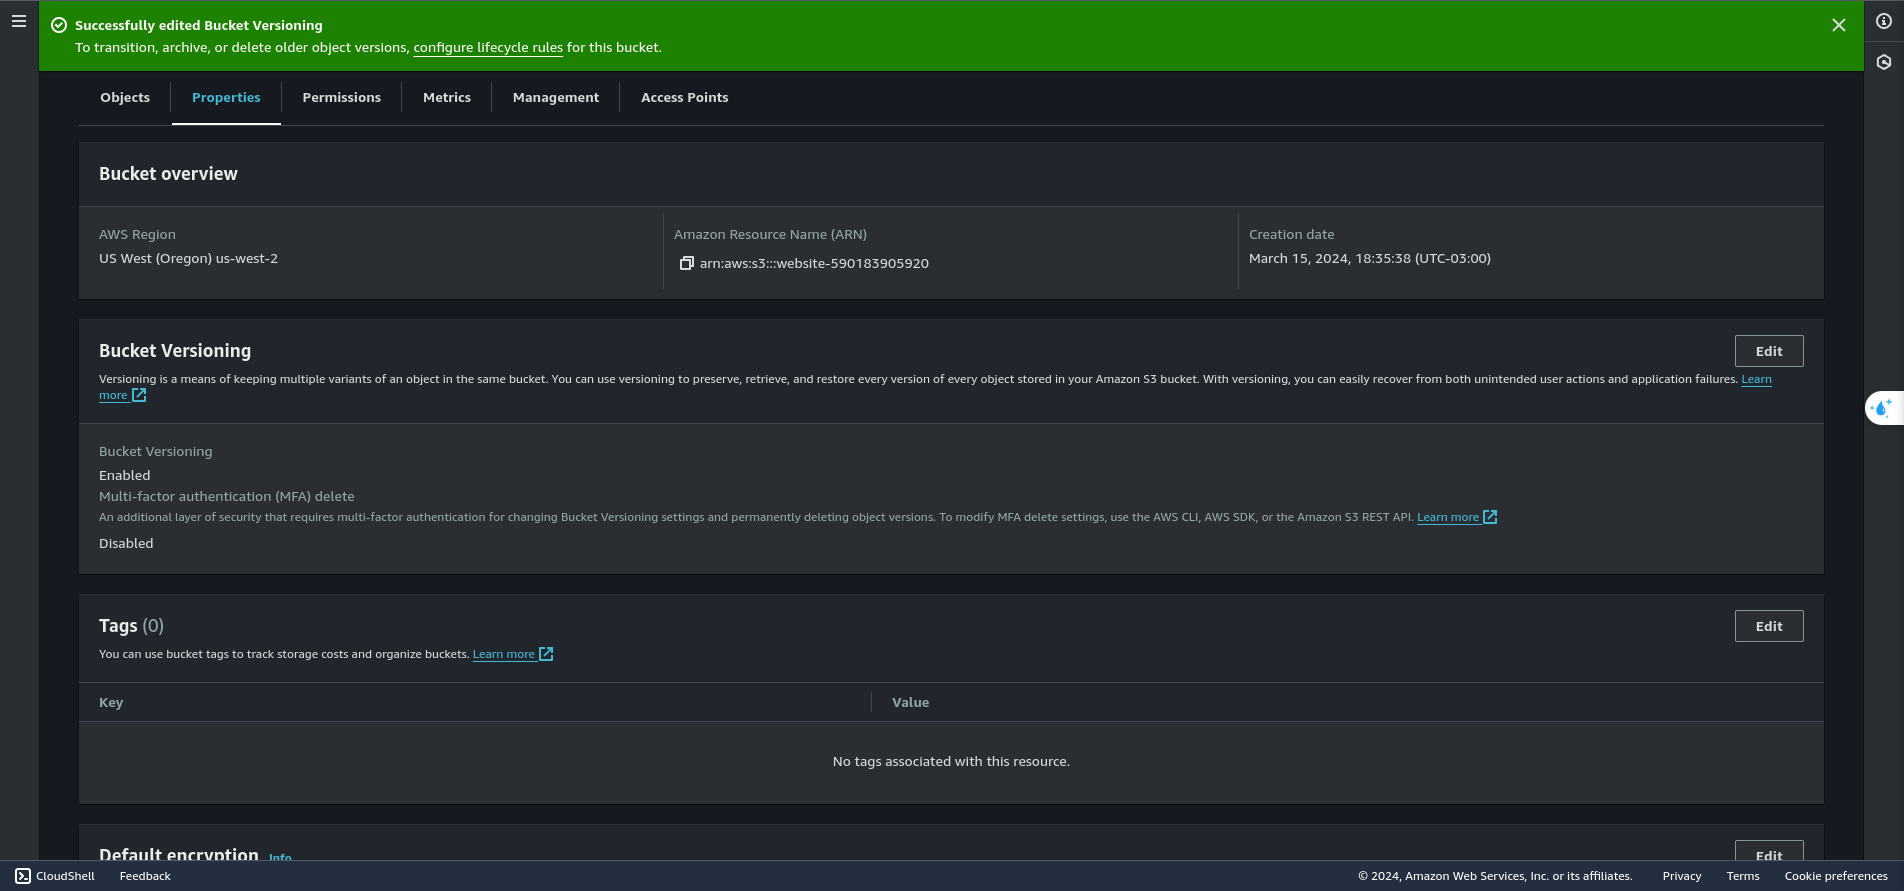 Successfully edited Bucket Versioning
To transition, archive, or delete older object versions, configure lifecycle rules for this bucket.
Objects Properties Permissions Metrics Management Access Points
Bucket overview
AWS Region
US West (Oregon) us-west-2
Amazon Resource Name (ARN)
arn:aws:s3:::website-590183905920
Creation date
March 15, 2024, 18:35:38 (UTC-03:00)
Bucket Versioning
Edit
Versioning is a means of keeping multiple variants of an object in the same bucket. You can use versioning to preserve, retrieve, and restore every version of every object stored in your Amazon S3 bucket. With versioning, you can easily recover from both unintended user actions and application failures. Learn
more
Bucket Versioning
Enabled
Multi-factor authentication (MFA) delete
An additional layer of security that requires multi-factor authentication for changing Bucket Versioning settings and permanently deleting object versions. To modify MFA delete settings, use the AWS CLI, AWS SDK, or the Amazon S3 REST API. Learn more
Disabled
Tags (0)
Edit
You can use bucket tags to track storage costs and organize buckets. Learn more
Key Value
No tags associated with this resource.
Default encryption Info
Edit
CloudShell Feedback © 2024, Amazon Web Services, Inc. or its affiliates. Privacy Terms Cookie preferences